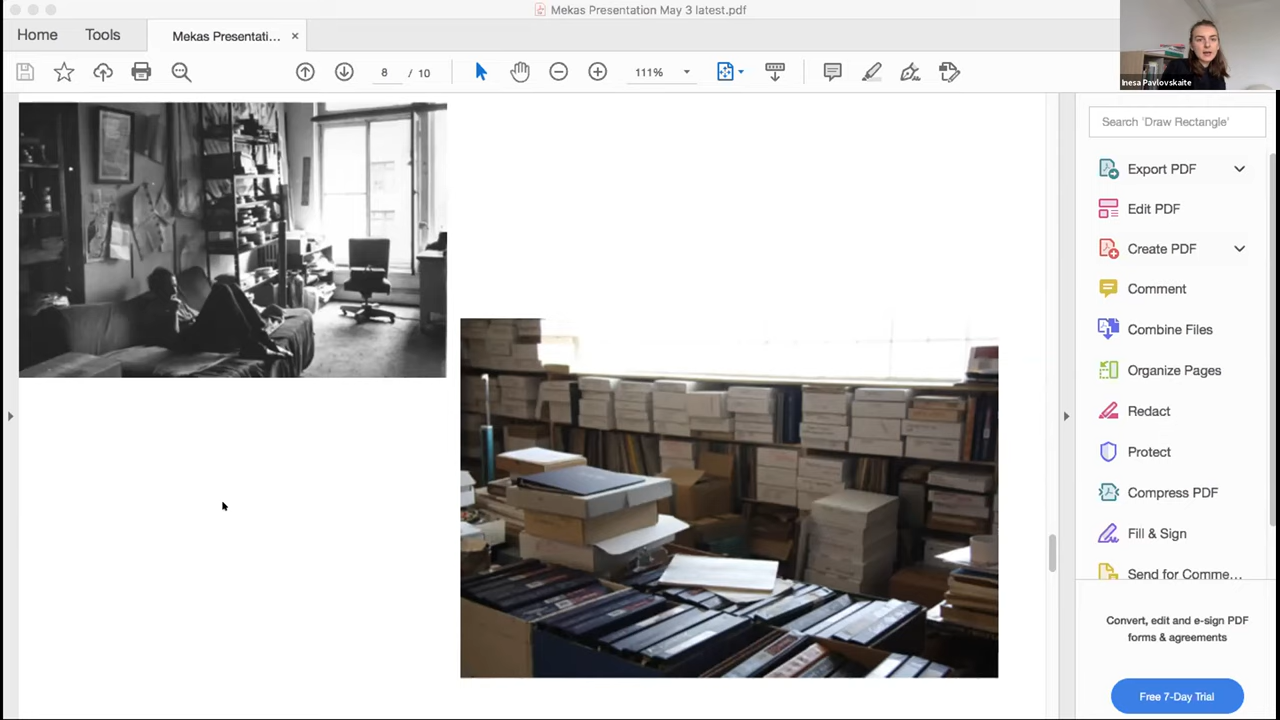 Mekas Presentation May 3 latest.pdf
Home
Tools
Mekas Presentati...
8 / 10
111%
Inesa Pavlovskaite
Search 'Draw Rectangle'
Export PDF
Edit PDF
Create PDF
Comment
Combine Files
Organize Pages
Redact
Protect
Compress PDF
Fill & Sign
Send for Comme...
Convert, edit and e-sign PDF
forms & agreements
Free 7-Day Trial